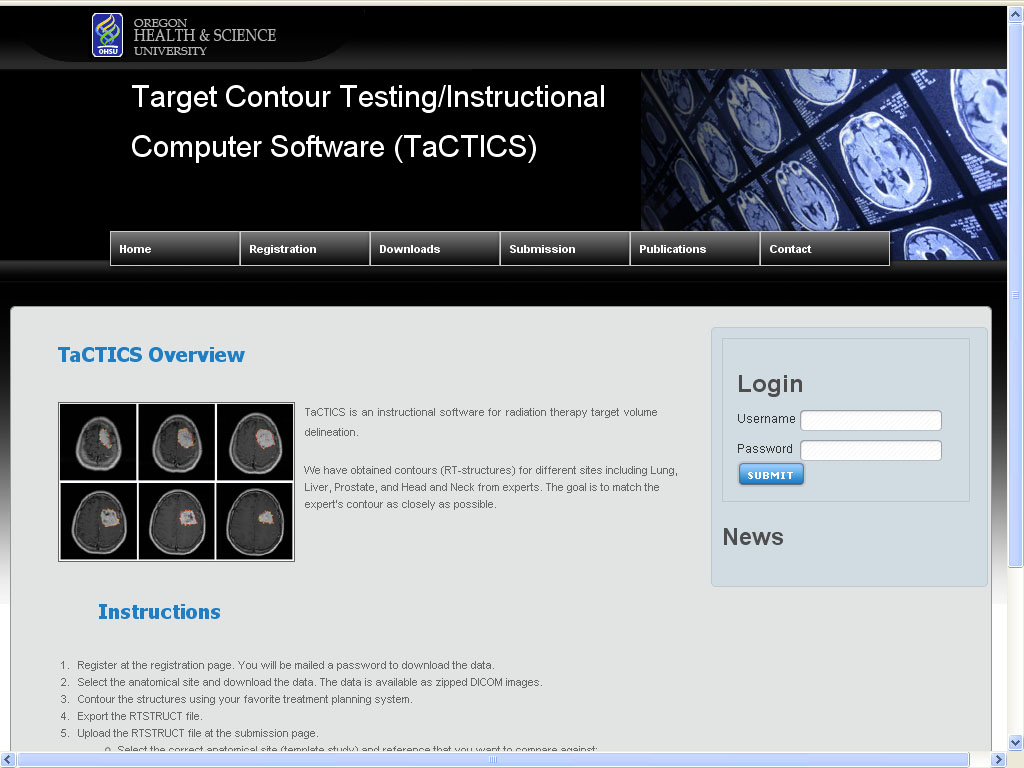 OHSU
OREGON
HEALTH & SCIENCE
UNIVERSITY
Target Contour Testing/Instructional
Computer Software (TaCTICS)
Home
Registration
Downloads
Submission
Publications
Contact
TaCTICS Overview
TaCTICS is an instructional software for radiation therapy target volume
delineation.
We have obtained contours (RT-structures) for different sites including Lung,
Liver, Prostate, and Head and Neck from experts. The goal is to match the
expert's contour as closely as possible.
Login
Username
Password
SUBMIT
News
Instructions
1. Register at the registration page. You will be mailed a password to download the data.
2. Select the anatomical site and download the data. The data is available as zipped DICOM images.
3. Contour the structures using your favorite treatment planning system.
4. Export the RTSTRUCT file.
5. Upload the RTSTRUCT file at the submission page.
o Select the correct anatomical site (template study) and reference that you want to compare against: